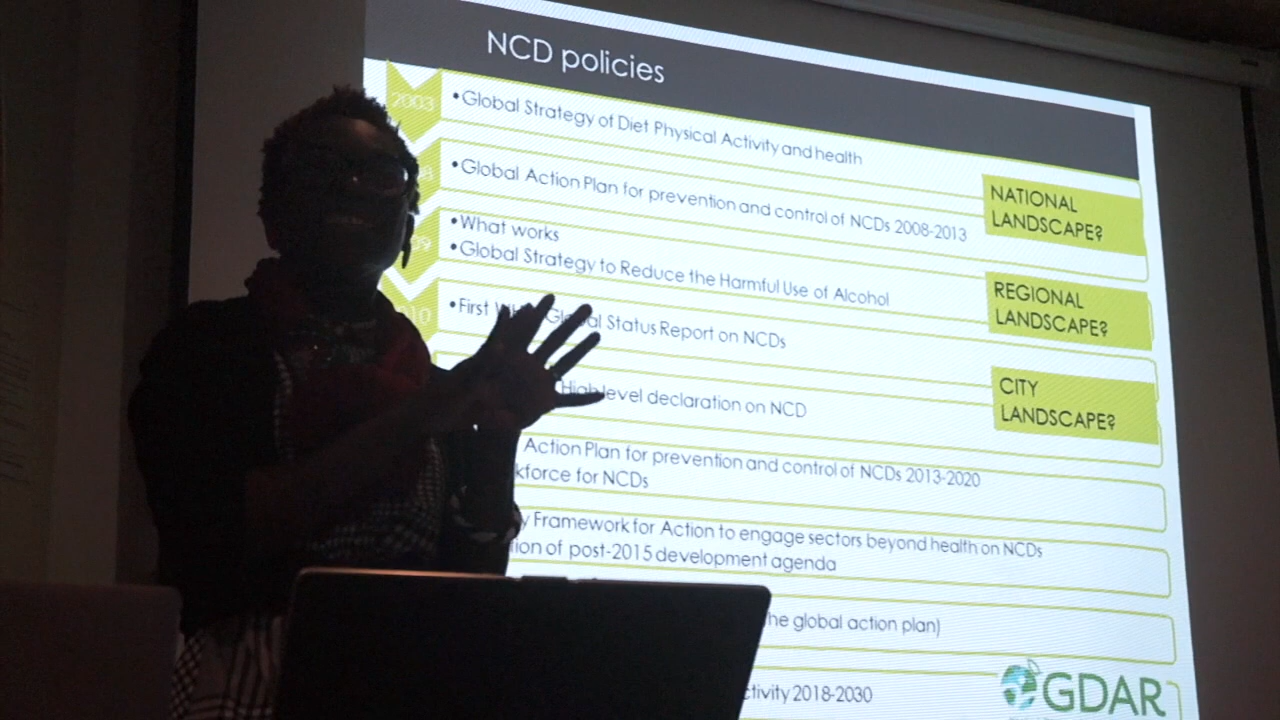 NCD policies
2003
•Global Strategy of Diet Physical Activity and health
•Global Action Plan for prevention and control of NCDs 2008-2013
•What works
•Global Strategy to Reduce the Harmful Use of Alcohol
•First Global Status Report on NCDs
High level declaration on NCD
Action Plan for prevention and control of NCDs 2013-2020
for NCDs
Framework for Action to engage sectors beyond health on NCDs
of post-2015 development agenda
global action plan)
2018-2030
NATIONAL
LANDSCAPE?
REGIONAL
LANDSCAPE?
CITY
LANDSCAPE?
GDAR